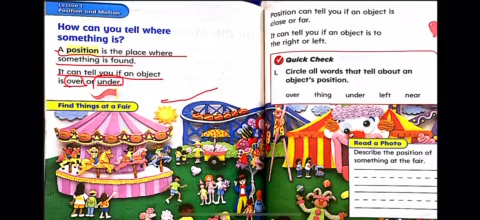 Lesson 1
Position and Motion
How can you tell where
something is?
A position is the place where
something is found.
It can tell you if an object
is over or under.
Find Things at a Fair
Position can tell you if an object is
close or far.
It can tell you if an object is to
the right or left.
Quick Check
1. Circle all words that tell about an
object's position.
over thing under left near
Read a Photo
Describe the position of
something at the fair.